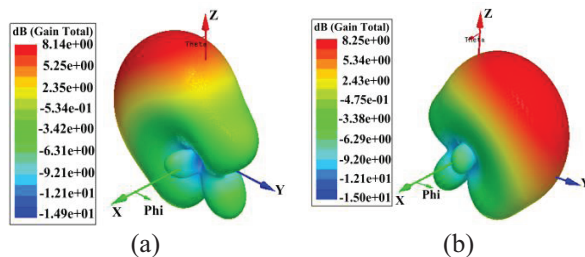 dB (Gain Total)
8.14e+00
5.25e+00
2.35e+00
-5.34e-01
-3.42e+00
-6.31e+00
-9.21e+00
-1.21e+01
-1.49e+01
Z
Theta
X
Phi
Y
(a)
dB (Gain Total)
8.25e+00
5.34e+00
2.43e+00
-4.75e-01
-3.38e+00
-6.29e+00
-9.20e+00
-1.21e+01
-1.50e+01
Z
Theta
X
Phi
Y
(b)